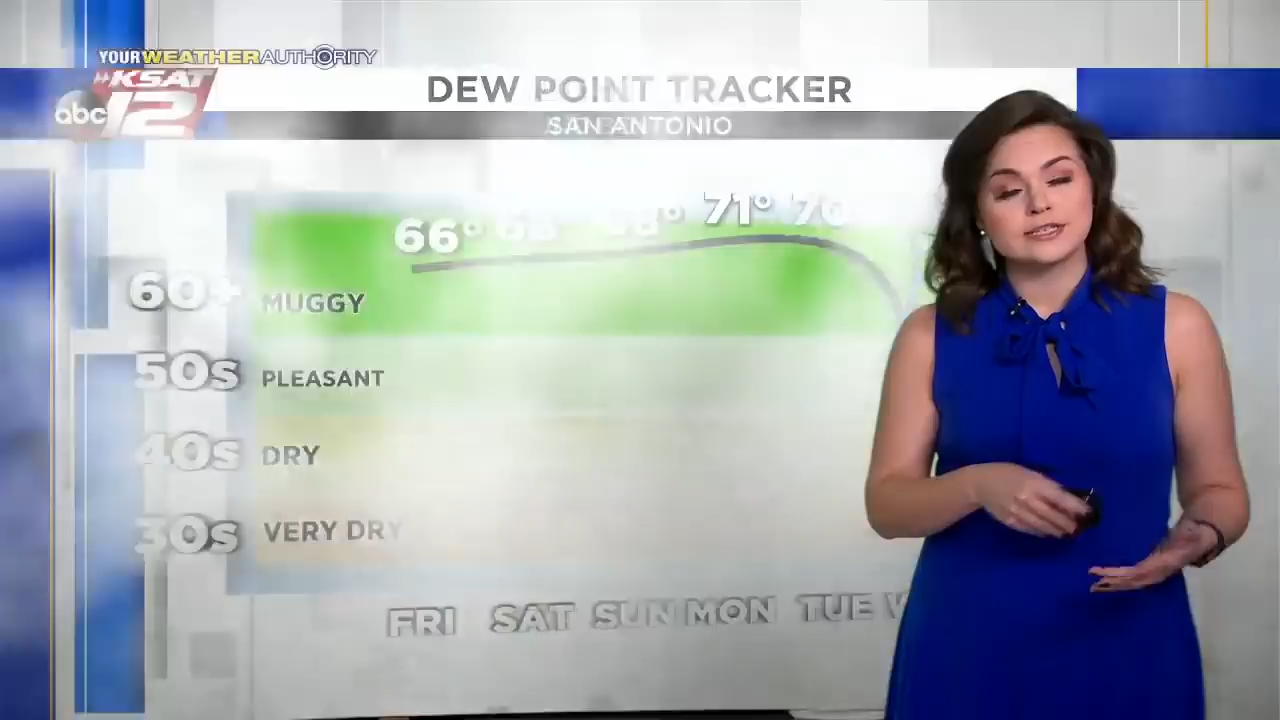 YOUR WEATHER AUTHORITY
KSAT
abc 12
DEW POINT TRACKER
SAN ANTONIO
66° 71° 70
60+ MUGGY
50s PLEASANT
40s DRY
30s VERY DRY
FRI SAT SUN MON TUE